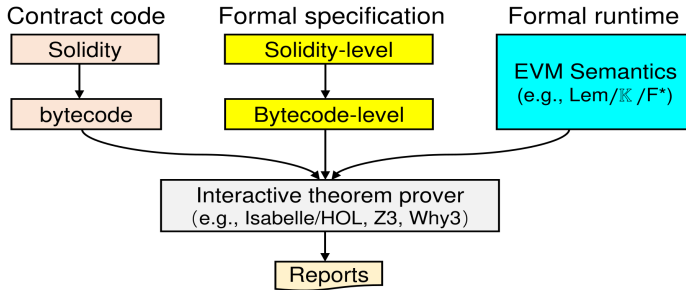 Contract code
Formal specification
Formal runtime
Solidity
Solidity-level
EVM Semantics
(e.g., Lem/𝕂/F*)
bytecode
Bytecode-level
Interactive theorem prover
(e.g., Isabelle/HOL, Z3, Why3)
Reports